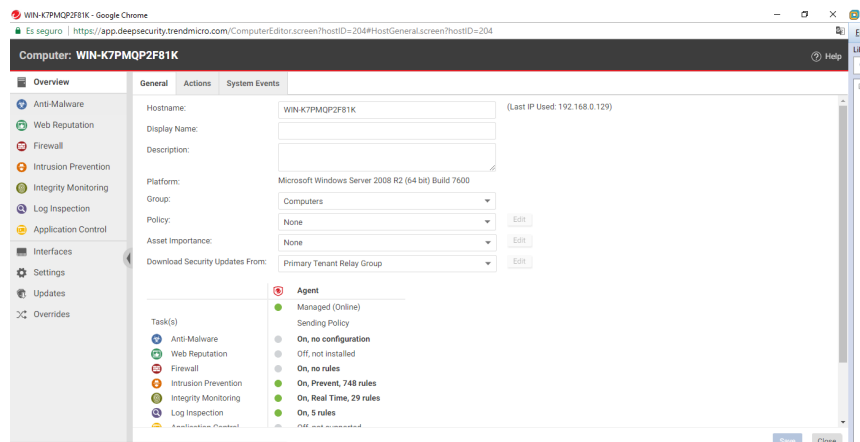 WIN-K7PMQP2F81K - Google Chrome
Es seguro | https://app.deepsecurity.trendmicro.com/ComputerEditor.screen?hostID=204#HostGeneral.screen?hostID=204
Computer: WIN-K7PMQP2F81K
Help
Overview
Anti-Malware
Web Reputation
Firewall
Intrusion Prevention
Integrity Monitoring
Log Inspection
Application Control
Interfaces
Settings
Updates
Overrides
General Actions System Events
Hostname: WIN-K7PMQP2F81K (Last IP Used: 192.168.0.129)
Display Name:
Description:
Platform: Microsoft Windows Server 2008 R2 (64 bit) Build 7600
Group: Computers
Policy: None Edit
Asset Importance: None Edit
Download Security Updates From: Primary Tenant Relay Group Edit
Agent
Managed (Online)
Task(s) Sending Policy
Anti-Malware On, no configuration
Web Reputation Off, not installed
Firewall On, no rules
Intrusion Prevention On, Prevent, 748 rules
Integrity Monitoring On, Real Time, 29 rules
Log Inspection On, 5 rules
Application Control Off, not supported
Save Close